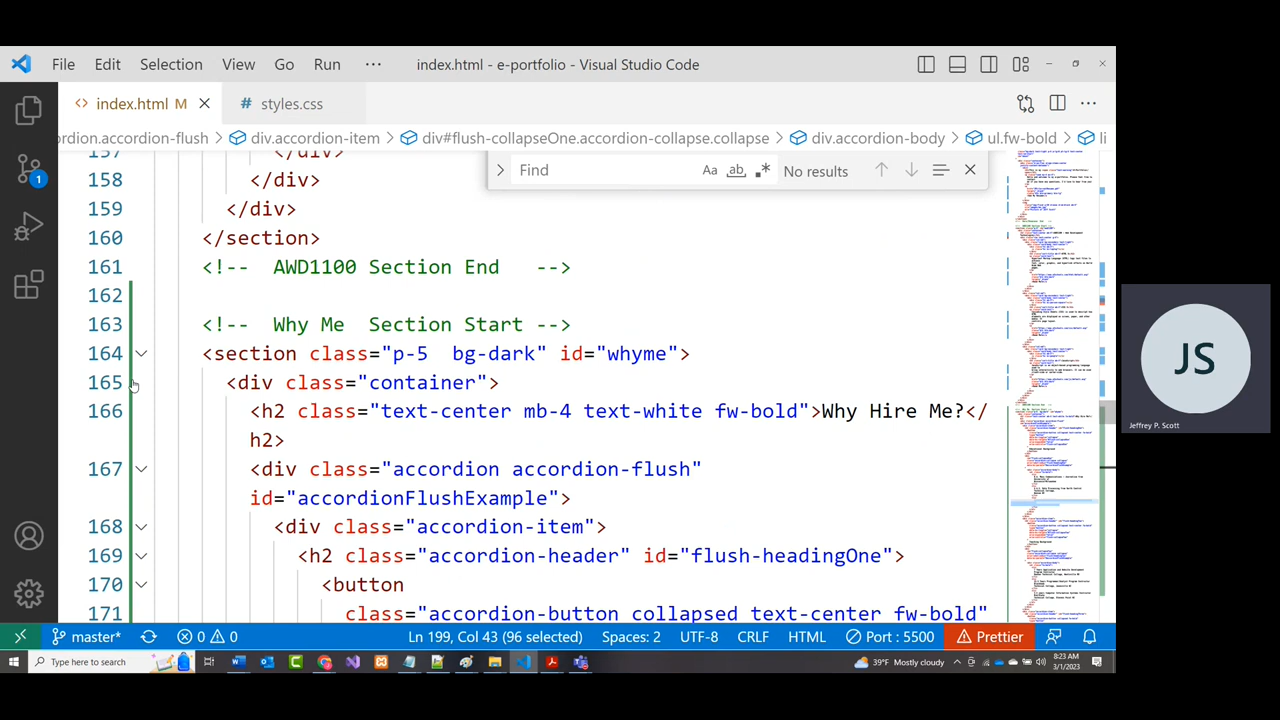 File Edit Selection View Go Run ··· index.html - e-portfolio - Visual Studio Code
index.html M styles.css
rdion.accordion-flush div.accordion-item div#flush-collapseOne.accordion-collapse.collapse div.accordion-body ul.fw-bold li
157 </div>
Find Aa ab No results
158 </div>
159 </div>
160 </section>
161 <!-- AWD110 Section End -->
162
163 <!-- Why Me Section Start -->
164 <section class="p-5 bg-dark" id="whyme">
165 <div class="container">
166 <h2 class="text-center mb-4 text-white fw-bold">Why Hire Me?</
h2>
167 <div class="accordion accordion-flush"
id="accordionFlushExample">
168 <div class="accordion-item">
169 <h2 class="accordion-header" id="flush-headingOne">
170 <button
171 class="accordion-button collapsed text-center fw-bold"
1
JS
Jeffrey P. Scott
master* 0 0 Ln 199, Col 43 (96 selected) Spaces: 2 UTF-8 CRLF HTML Port : 5500 Prettier
Type here to search 39°F Mostly cloudy 8:23 AM
3/1/2023